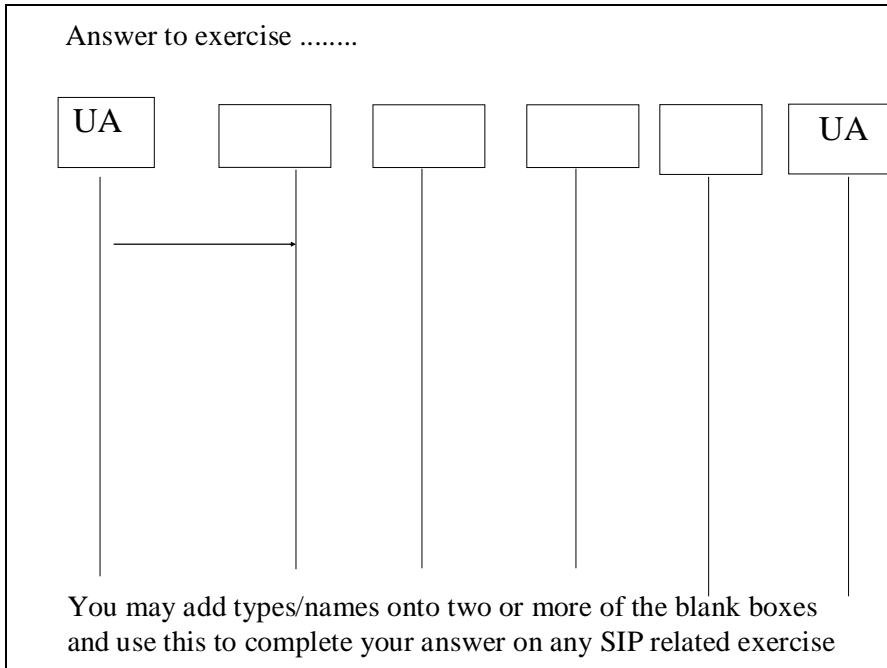 Answer to exercise ........
UA
UA
You may add types/names onto two or more of the blank boxes
and use this to complete your answer on any SIP related exercise